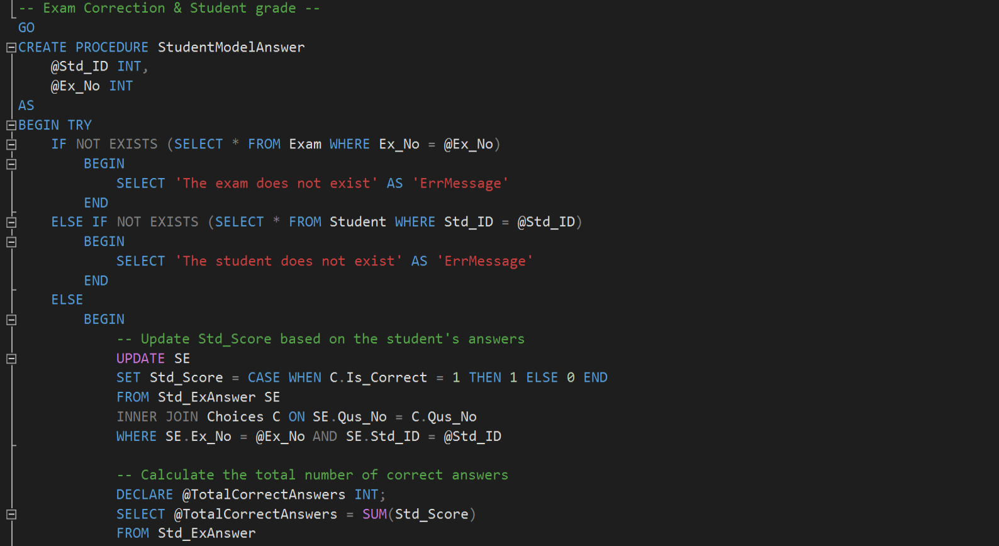 -- Exam Correction & Student grade --
GO
CREATE PROCEDURE StudentModelAnswer
@Std_ID INT,
@Ex_No INT
AS
BEGIN TRY
IF NOT EXISTS (SELECT * FROM Exam WHERE Ex_No = @Ex_No)
BEGIN
SELECT 'The exam does not exist' AS 'ErrMessage'
END
ELSE IF NOT EXISTS (SELECT * FROM Student WHERE Std_ID = @Std_ID)
BEGIN
SELECT 'The student does not exist' AS 'ErrMessage'
END
ELSE
BEGIN
-- Update Std_Score based on the student's answers
UPDATE SE
SET Std_Score = CASE WHEN C.Is_Correct = 1 THEN 1 ELSE 0 END
FROM Std_ExAnswer SE
INNER JOIN Choices C ON SE.Qus_No = C.Qus_No
WHERE SE.Ex_No = @Ex_No AND SE.Std_ID = @Std_ID
-- Calculate the total number of correct answers
DECLARE @TotalCorrectAnswers INT;
SELECT @TotalCorrectAnswers = SUM(Std_Score)
FROM Std_ExAnswer